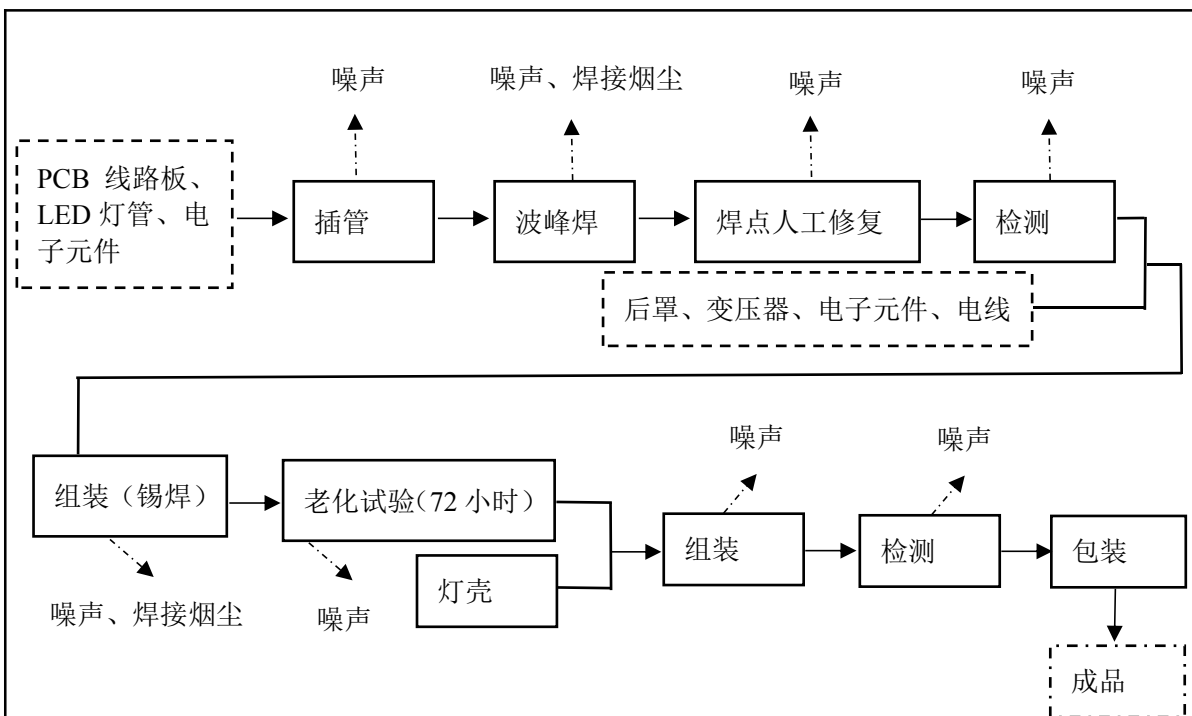 噪声
噪声、焊接烟尘
噪声
噪声
PCB 线路板、
LED 灯管、电
子元件
插管
波峰焊
焊点人工修复
检测
后罩、变压器、电子元件、电线
噪声
噪声
组装（锡焊）
老化试验（72 小时）
组装
检测
包装
灯壳
噪声、焊接烟尘
噪声
成品